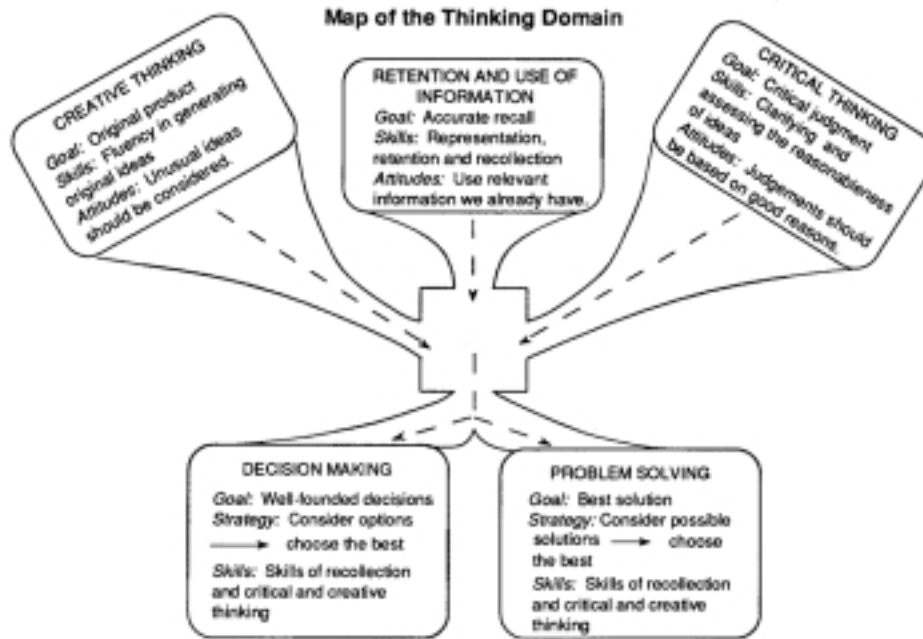 Map of the Thinking Domain
CREATIVE THINKING
Goal: Original product
Skills: Fluency in generating
original ideas
Attitudes: Unusual ideas
should be considered.
RETENTION AND USE OF
INFORMATION
Goal: Accurate recall
Skills: Representation,
retention and recollection
Attitudes: Use relevant
information we already have.
CRITICAL THINKING
Goal: Critical judgment
Skills: Clarifying and
assessing the reasonableness
of ideas
Attitudes: Judgements should
be based on good reasons.
DECISION MAKING
Goal: Well-founded decisions
Strategy: Consider options
choose the best
Skills: Skills of recollection
and critical and creative
thinking
PROBLEM SOLVING
Goal: Best solution
Strategy: Consider possible
solutions choose
the best
Skills: Skills of recollection
and critical and creative
thinking